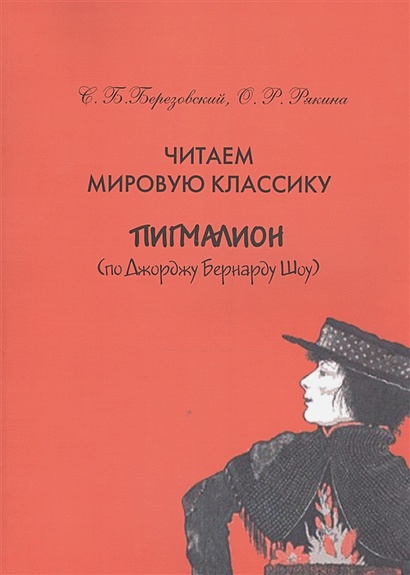 С. Б.Березовский, О. Р. Рякина
ЧИТАЕМ
МИРОВУЮ КЛАССИКУ
ПИГМАЛИОН
(по Джорджу Бернарду Шоу)